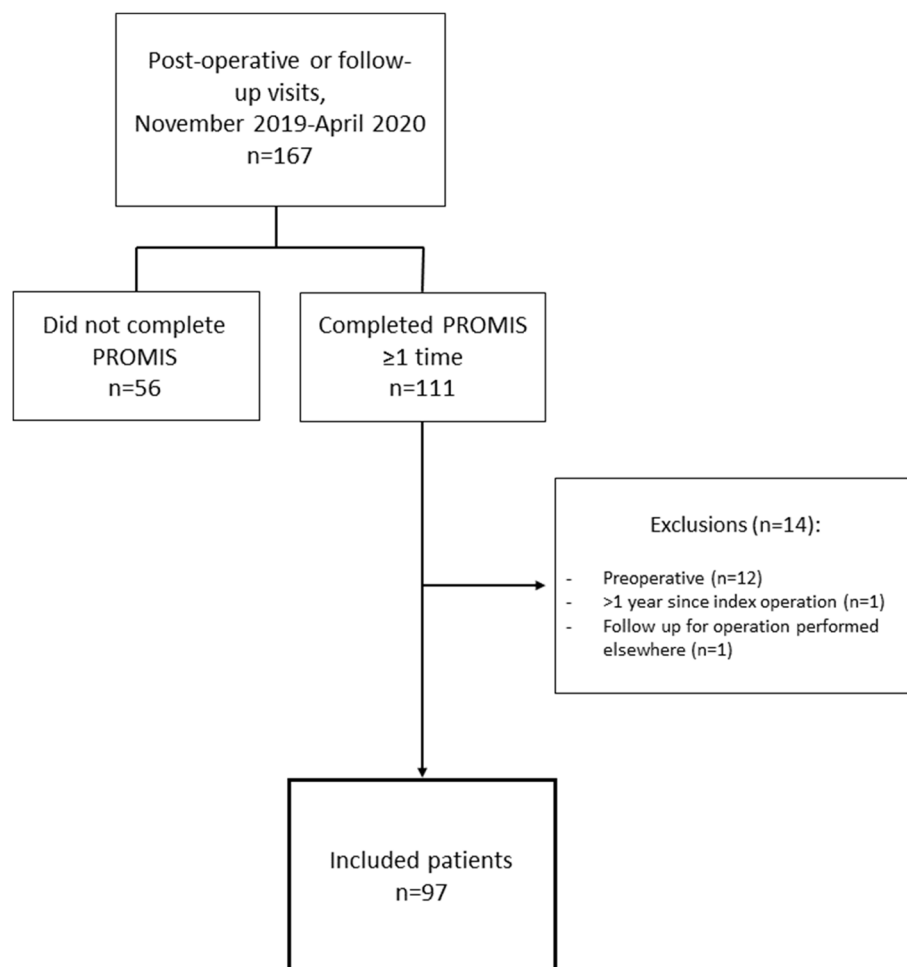 Post-operative or follow-
up visits,
November 2019-April 2020
n=167
Did not complete
PROMIS
n=56
Completed PROMIS
≥1 time
n=111
Exclusions (n=14):
- Preoperative (n=12)
- >1 year since index operation (n=1)
- Follow up for operation performed
elsewhere (n=1)
Included patients
n=97